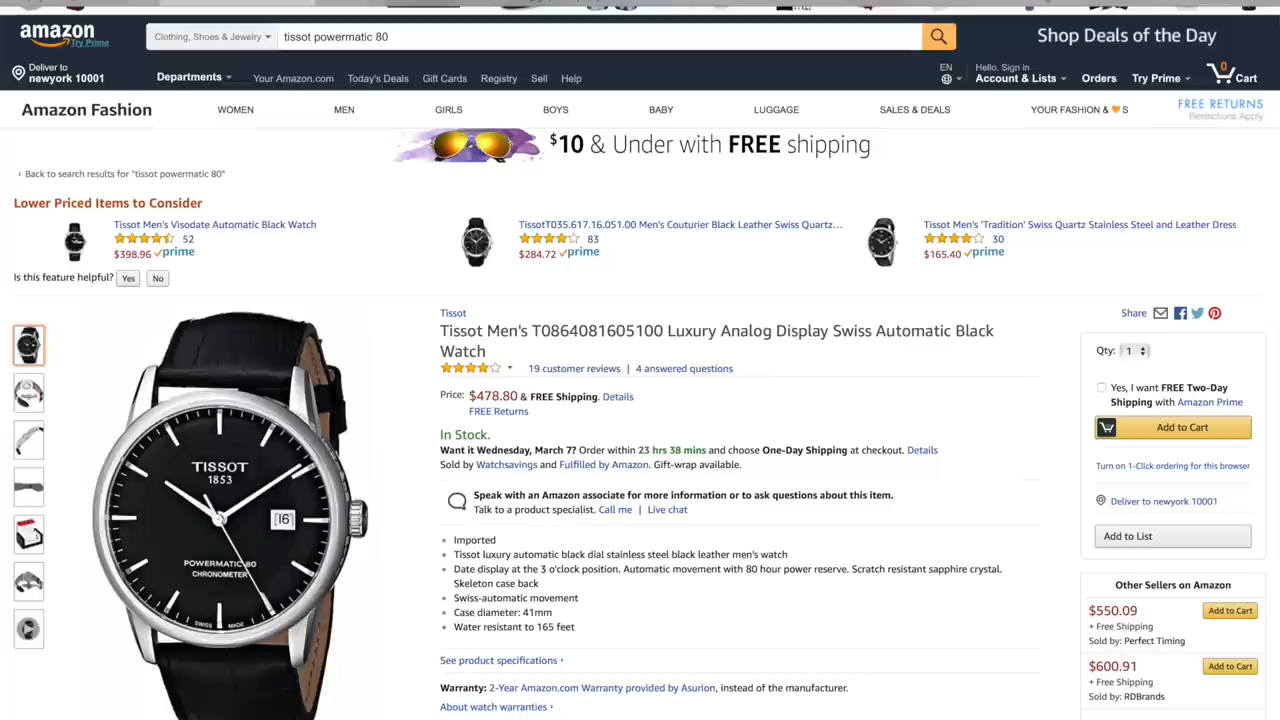 amazon
Try Prime
Clothing, Shoes & Jewelry
tissot powermatic 80
Shop Deals of the Day
Deliver to
newyork 10001
Departments
Your Amazon.com
Today's Deals
Gift Cards
Registry
Sell
Help
EN
Hello. Sign in
Account & Lists
Orders
Try Prime
0
Cart
Amazon Fashion
WOMEN
MEN
GIRLS
BOYS
BABY
LUGGAGE
SALES & DEALS
YOUR FASHION & 🧡 S
FREE RETURNS
Restrictions Apply
$10 & Under with FREE shipping
‹ Back to search results for "tissot powermatic 80"
Lower Priced Items to Consider
Tissot Men's Visodate Automatic Black Watch
52
$398.96 prime
TissotT035.617.16.051.00 Men's Couturier Black Leather Swiss Quartz...
83
$284.72 prime
Tissot Men's 'Tradition' Swiss Quartz Stainless Steel and Leather Dress
30
$165.40 prime
Is this feature helpful? Yes No
Tissot
Tissot Men's T0864081605100 Luxury Analog Display Swiss Automatic Black
Watch
19 customer reviews | 4 answered questions
Price: $478.80 & FREE Shipping. Details
FREE Returns
In Stock.
Want it Wednesday, March 7? Order within 23 hrs 38 mins and choose One-Day Shipping at checkout. Details
Sold by Watchsavings and Fulfilled by Amazon. Gift-wrap available.
Speak with an Amazon associate for more information or to ask questions about this item.
Talk to a product specialist. Call me | Live chat
Imported
Tissot luxury automatic black dial stainless steel black leather men's watch
Date display at the 3 o'clock position. Automatic movement with 80 hour power reserve. Scratch resistant sapphire crystal.
Skeleton case back
Swiss-automatic movement
Case diameter: 41mm
Water resistant to 165 feet
See product specifications ›
Warranty: 2-Year Amazon.com Warranty provided by Asurion, instead of the manufacturer.
About watch warranties ›
TISSOT
1853
16
POWERMATIC 80
CHRONOMETER
SWISS MADE
Share
Qty: 1
Yes, I want FREE Two-Day
Shipping with Amazon Prime
Add to Cart
Turn on 1-Click ordering for this browser
Deliver to newyork 10001
Add to List
Other Sellers on Amazon
$550.09
Add to Cart
+ Free Shipping
Sold by: Perfect Timing
$600.91
Add to Cart
+ Free Shipping
Sold by: RDBrands